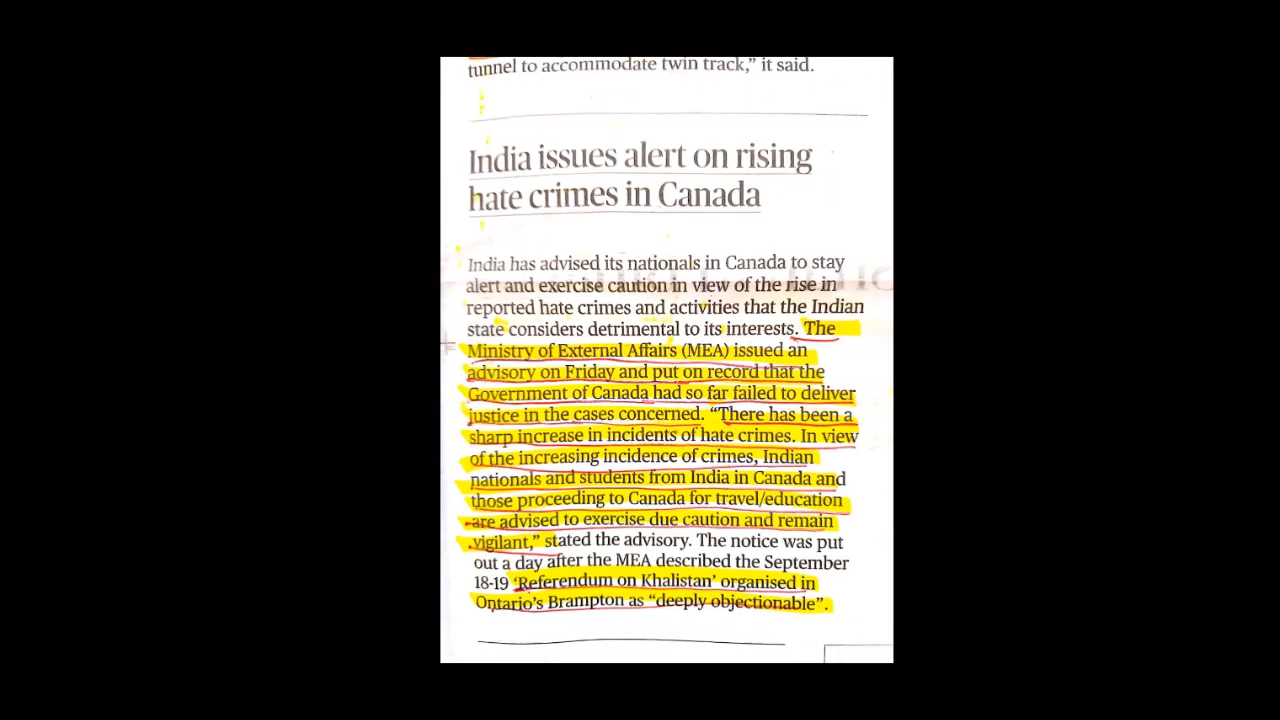 tunnel to accommodate twin track,” it said.
India issues alert on rising
hate crimes in Canada
India has advised its nationals in Canada to stay
alert and exercise caution in view of the rise in
reported hate crimes and activities that the Indian
state considers detrimental to its interests. The
Ministry of External Affairs (MEA) issued an
advisory on Friday and put on record that the
Government of Canada had so far failed to deliver
justice in the cases concerned. “There has been a
sharp increase in incidents of hate crimes. In view
of the increasing incidence of crimes, Indian
nationals and students from India in Canada and
those proceeding to Canada for travel/education
are advised to exercise due caution and remain
vigilant,” stated the advisory. The notice was put
out a day after the MEA described the September
18-19 ‘Referendum on Khalistan’ organised in
Ontario’s Brampton as “deeply objectionable”.